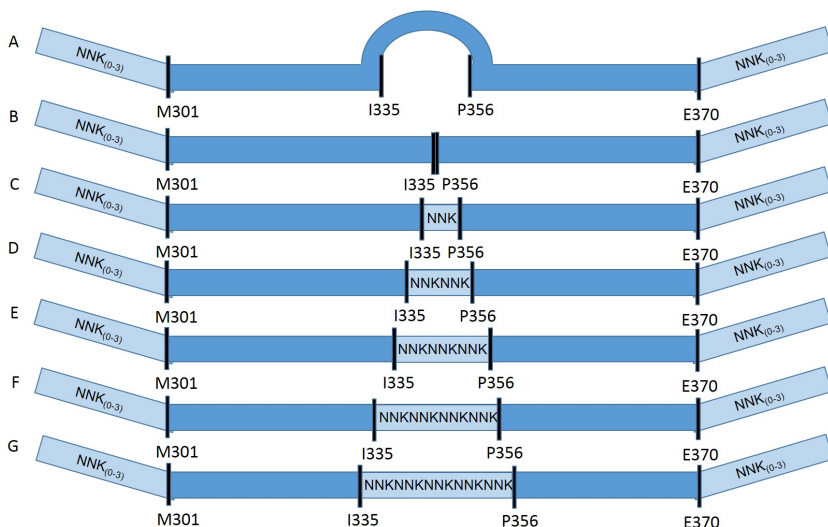 A NNK(0-3) NNK(0-3)
M301 I335 P356 E370
B NNK(0-3) NNK(0-3)
M301 I335 P356 E370
C NNK(0-3) NNK NNK(0-3)
M301 I335 P356 E370
D NNK(0-3) NNKNNK NNK(0-3)
M301 I335 P356 E370
E NNK(0-3) NNKNNKNNK NNK(0-3)
M301 I335 P356 E370
F NNK(0-3) NNKNNKNNKNNK NNK(0-3)
M301 I335 P356 E370
G NNK(0-3) NNKNNKNNKNNKNNK NNK(0-3)
M301 I335 P356 E370